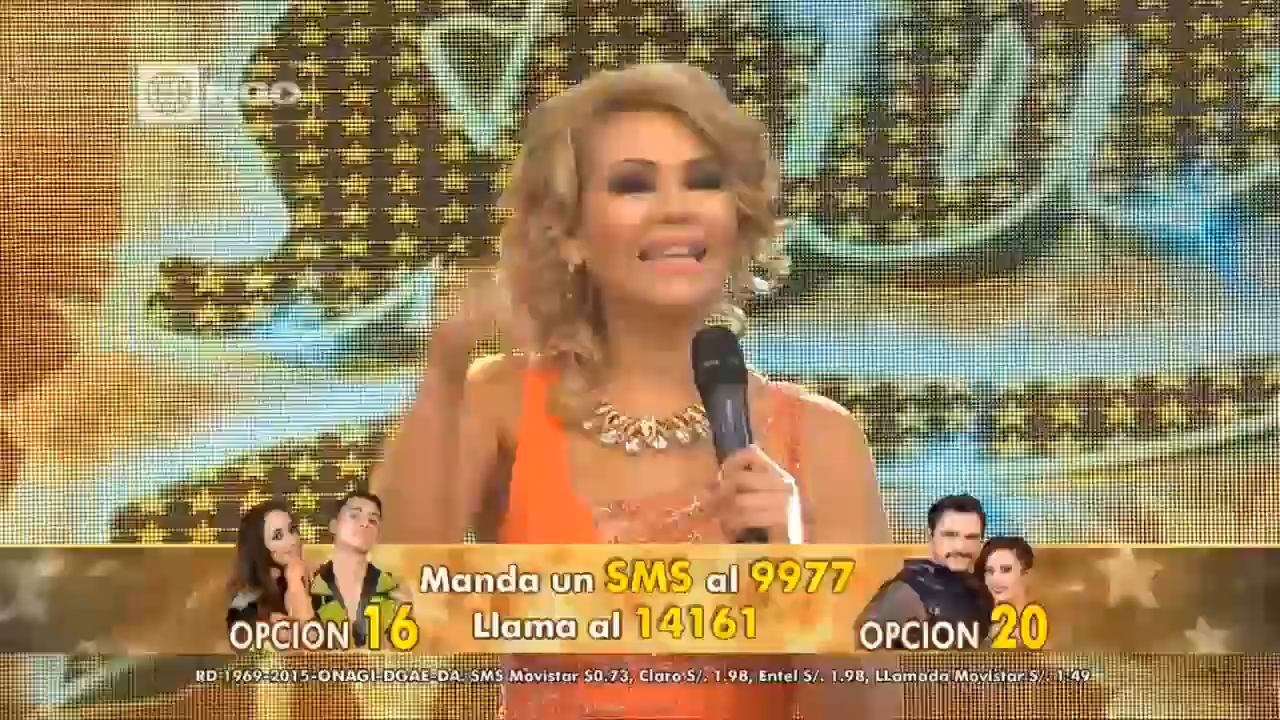 Manda un SMS al 9977
Llama al 14161
OPCION 16
OPCION 20
RD 1969-2015-ONAGI-DGAE-DA, SMS Movistar S0.73, Claro S/. 1.98, Entel S/. 1.98, LLamada Movistar S/. 1.49